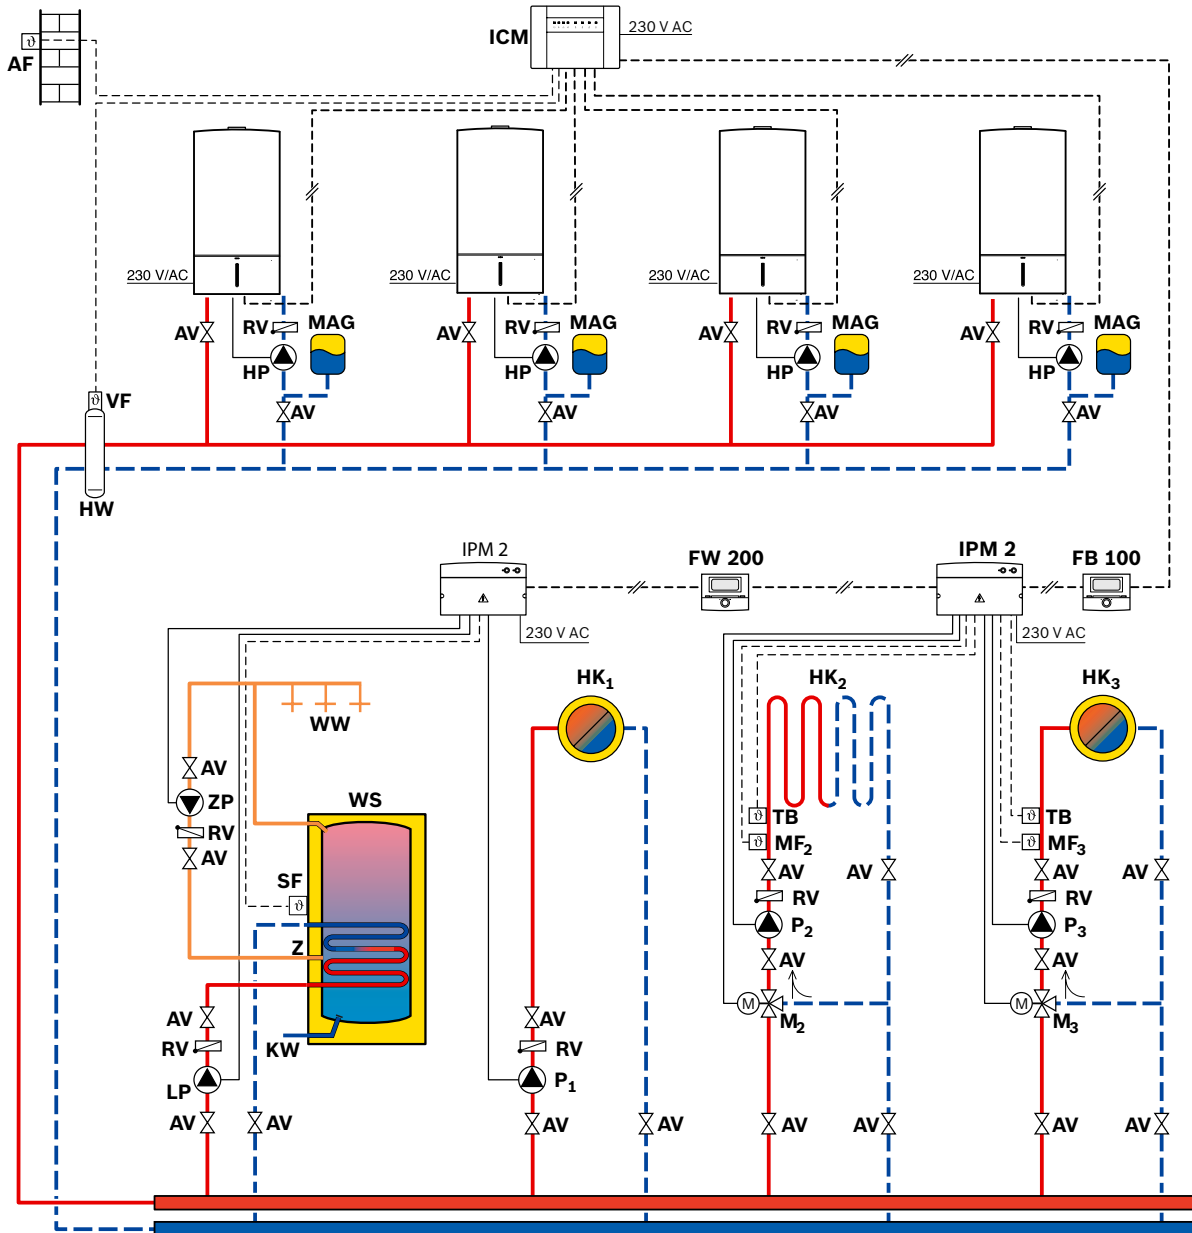 ICM
230 V AC
ϑ
AF
230 V/AC
230 V/AC
230 V/AC
230 V/AC
AV
RV
MAG
AV
RV
MAG
AV
RV
MAG
AV
RV
MAG
HP
HP
HP
HP
ϑ VF
AV
AV
AV
AV
HW
IPM 2
FW 200
IPM 2
FB 100
230 V AC
230 V AC
HK1
HK2
HK3
WW
AV
ZP
WS
RV
AV
ϑ TB
ϑ MF2
ϑ TB
ϑ MF3
SF
ϑ
AV
AV
AV
AV
RV
RV
P2
P3
Z
AV
AV
M
M2
M
M3
AV
AV
RV
KW
RV
LP
P1
AV
AV
AV
AV
AV
AV
AV
AV